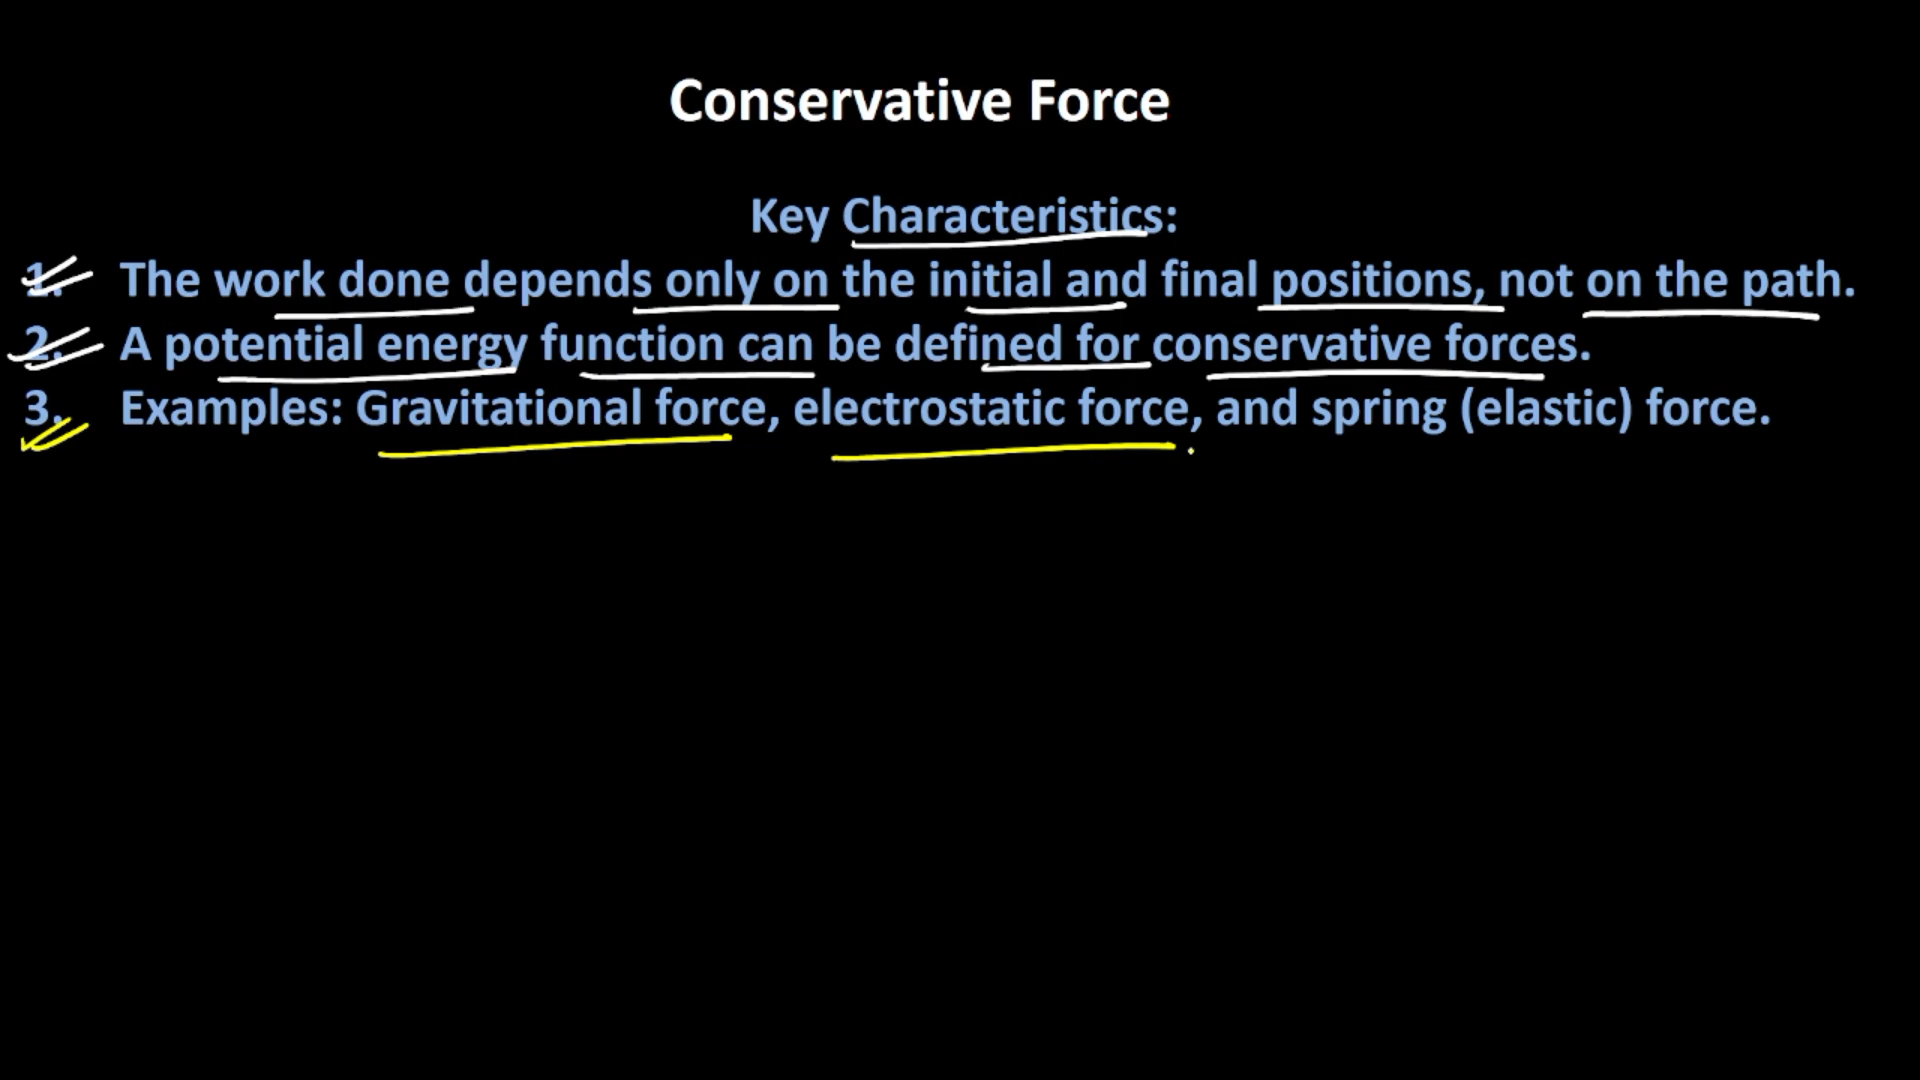 Conservative Force
Key Characteristics:
1. The work done depends only on the initial and final positions, not on the path.
2. A potential energy function can be defined for conservative forces.
3. Examples: Gravitational force, electrostatic force, and spring (elastic) force.